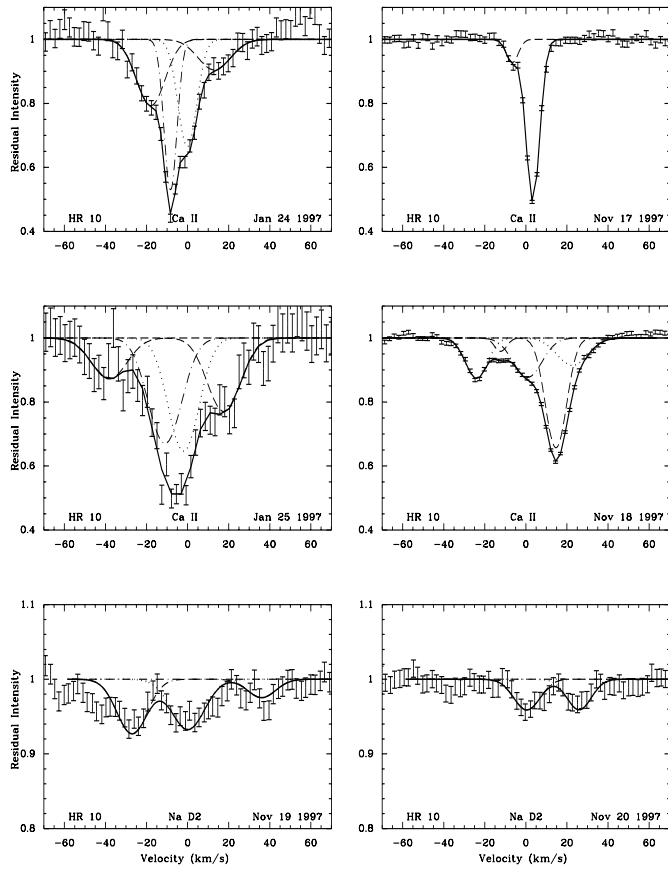 1
0.8
0.6
0.4
Residual Intensity
HR 10 Ca II Jan 24 1997
-60 -40 -20 0 20 40 60
1
0.8
0.6
0.4
HR 10 Ca II Nov 17 1997
-60 -40 -20 0 20 40 60
1
0.8
0.6
0.4
Residual Intensity
HR 10 Ca II Jan 25 1997
-60 -40 -20 0 20 40 60
1
0.8
0.6
0.4
HR 10 Ca II Nov 18 1997
-60 -40 -20 0 20 40 60
1.1
1
0.9
0.8
Residual Intensity
HR 10 Na D2 Nov 19 1997
-60 -40 -20 0 20 40 60
Velocity (km/s)
1.1
1
0.9
0.8
HR 10 Na D2 Nov 20 1997
-60 -40 -20 0 20 40 60
Velocity (km/s)